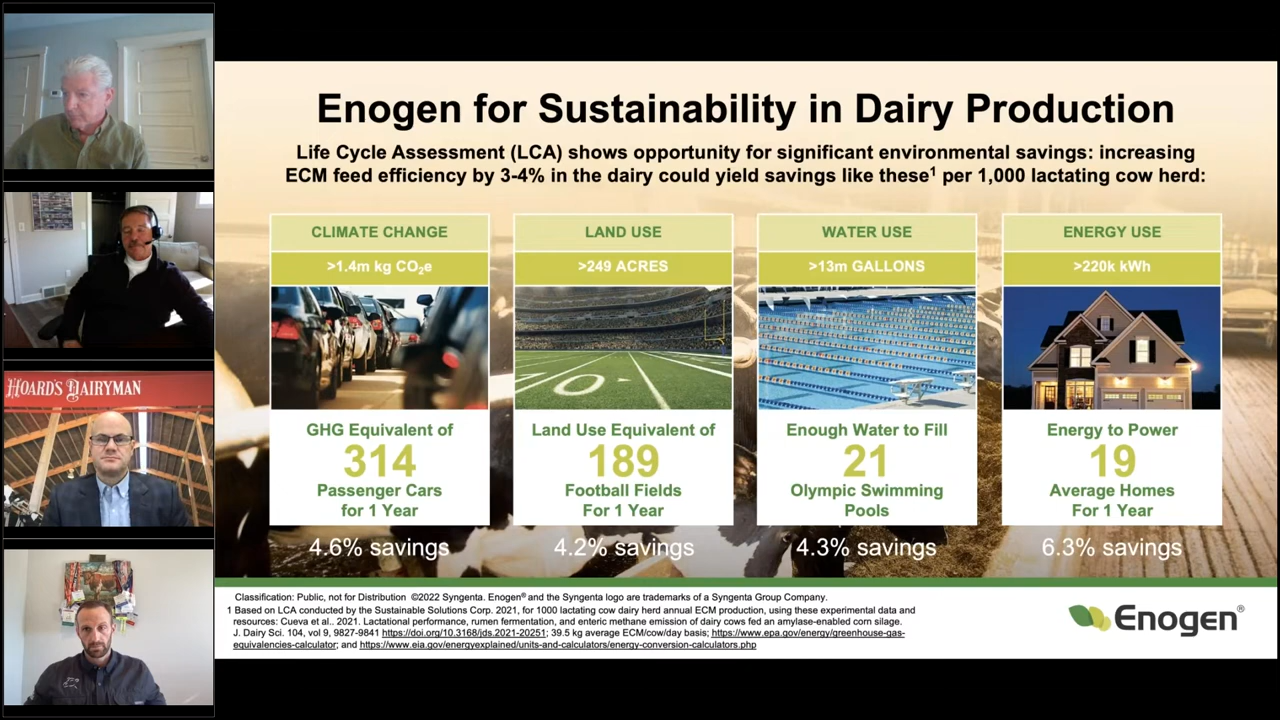 HOARD'S DAIRYMAN
Enogen for Sustainability in Dairy Production
Life Cycle Assessment (LCA) shows opportunity for significant environmental savings: increasing
ECM feed efficiency by 3-4% in the dairy could yield savings like these¹ per 1,000 lactating cow herd:
CLIMATE CHANGE
>1.4m kg CO₂e
GHG Equivalent of
314
Passenger Cars
for 1 Year
4.6% savings
LAND USE
>249 ACRES
Land Use Equivalent of
189
Football Fields
For 1 Year
4.2% savings
WATER USE
>13m GALLONS
Enough Water to Fill
21
Olympic Swimming
Pools
4.3% savings
ENERGY USE
>220k kWh
Energy to Power
19
Average Homes
For 1 Year
6.3% savings
Classification: Public, not for Distribution ©2022 Syngenta. Enogen® and the Syngenta logo are trademarks of a Syngenta Group Company.
1 Based on LCA conducted by the Sustainable Solutions Corp. 2021, for 1000 lactating cow dairy herd annual ECM production, using these experimental data and
resources: Cueva et al.. 2021. Lactational performance, rumen fermentation, and enteric methane emission of dairy cows fed an amylase-enabled corn silage.
J. Dairy Sci. 104, vol 9, 9827-9841 https://doi.org/10.3168/jds.2021-20251; 39.5 kg average ECM/cow/day basis; https://www.epa.gov/energy/greenhouse-gas-
equivalencies-calculator; and https://www.eia.gov/energyexplained/units-and-calculators/energy-conversion-calculators.php
Enogen®